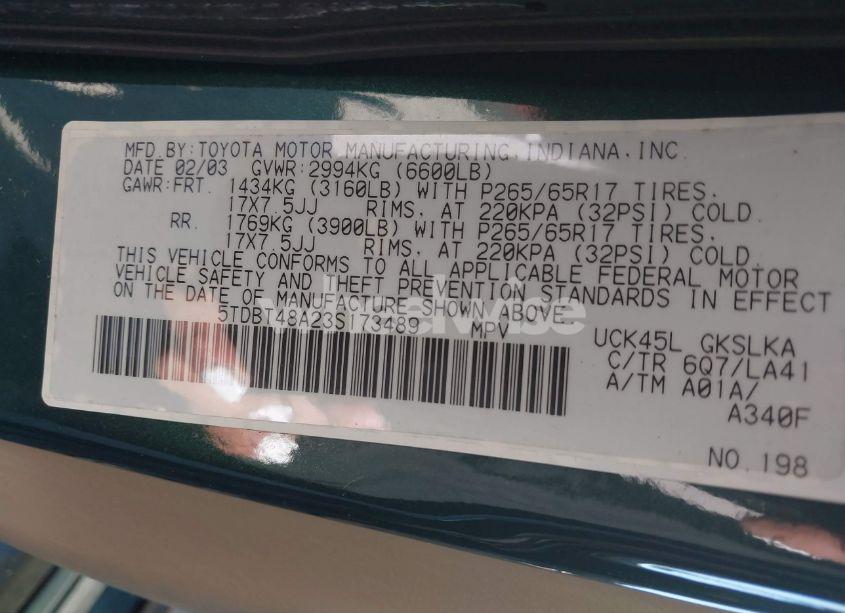 MFD.BY:TOYOTA MOTOR MANUFACTURING,INDIANA,INC.
DATE 02/03 GVWR:2994KG (6600LB)
GAWR:FRT. 1434KG (3160LB) WITH P265/65R17 TIRES.
17X7.5JJ RIMS, AT 220KPA (32PSI) COLD.
RR. 1769KG (3900LB) WITH P265/65R17 TIRES.
17X7.5JJ RIMS, AT 220KPA (32PSI) COLD.
THIS VEHICLE CONFORMS TO ALL APPLICABLE FEDERAL MOTOR
VEHICLE SAFETY AND THEFT PREVENTION STANDARDS IN EFFECT
ON THE DATE OF MANUFACTURE SHOWN ABOVE.
5TDBT48A23S173489 MPV
UCK45L GKSLKA
C/TR 6Q7/LA41
A/TM A01A/
A340F
NO.198
wheelwise